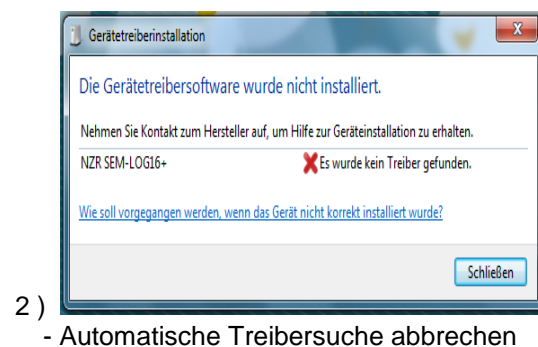 Gerätetreiberinstallation
Die Gerätetreibersoftware wurde nicht installiert.
Nehmen Sie Kontakt zum Hersteller auf, um Hilfe zur Geräteinstallation zu erhalten.
NZR SEM-LOG16+ Es wurde kein Treiber gefunden.
Wie soll vorgegangen werden, wenn das Gerät nicht korrekt installiert wurde?
Schließen
2 )
- Automatische Treibersuche abbrechen